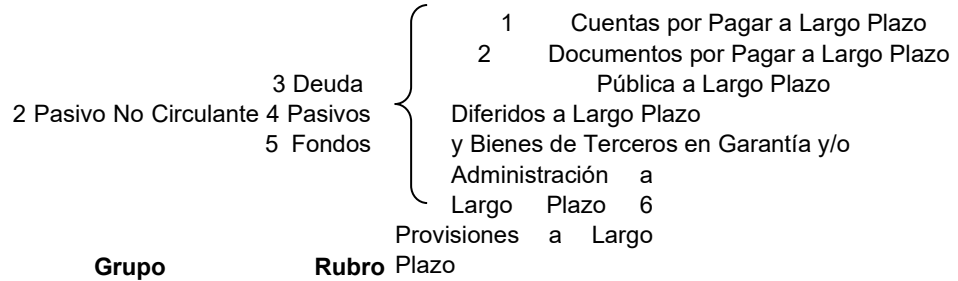 1 Cuentas por Pagar a Largo Plazo
2 Documentos por Pagar a Largo Plazo
3 Deuda Pública a Largo Plazo
2 Pasivo No Circulante 4 Pasivos Diferidos a Largo Plazo
5 Fondos y Bienes de Terceros en Garantía y/o
Administración a
Largo Plazo 6
Provisiones a Largo
Grupo Rubro Plazo